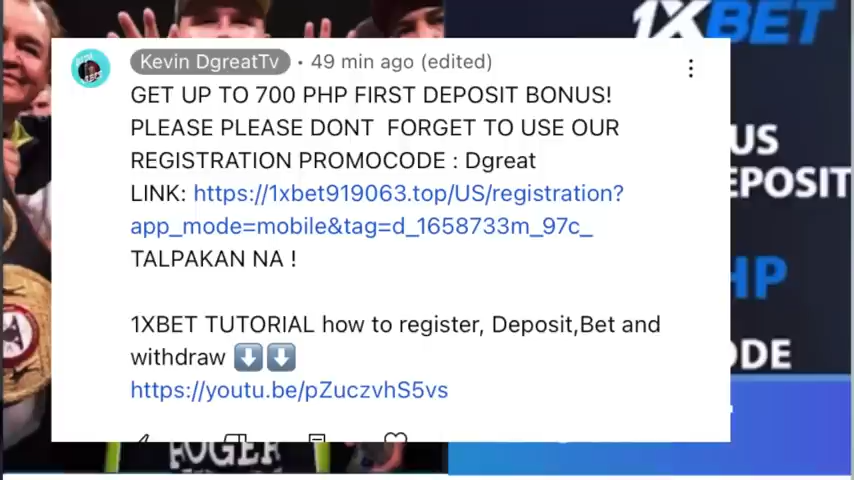 1XBET
Kevin DgreatTv • 49 min ago (edited)
GET UP TO 700 PHP FIRST DEPOSIT BONUS!
PLEASE PLEASE DONT FORGET TO USE OUR
REGISTRATION PROMOCODE : Dgreat
LINK: https://1xbet919063.top/US/registration?
app_mode=mobile&tag=d_1658733m_97c_
TALPAKAN NA !
1XBET TUTORIAL how to register, Deposit,Bet and
withdraw ⬇️⬇️
https://youtu.be/pZuczvhS5vs
US
EPOSIT
HP
ODE